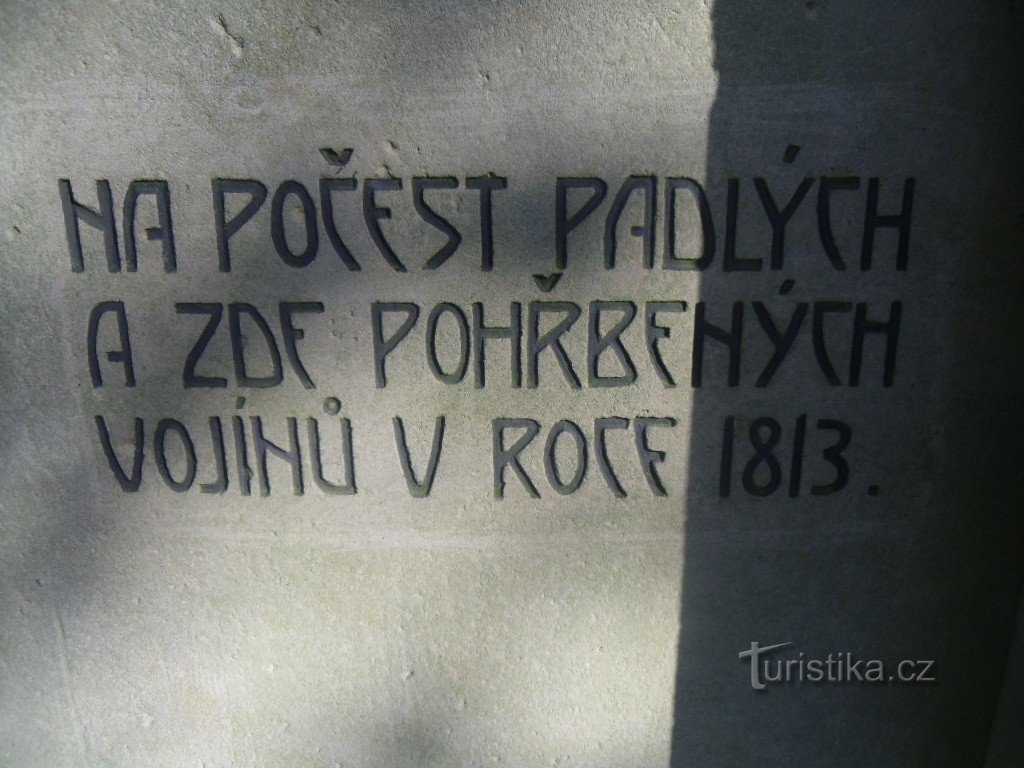 NA POČEST PADLÝCH
A ZDE POHŘBENÝCH
VOJÍNŮ V ROCE 1813.
Turistika.cz